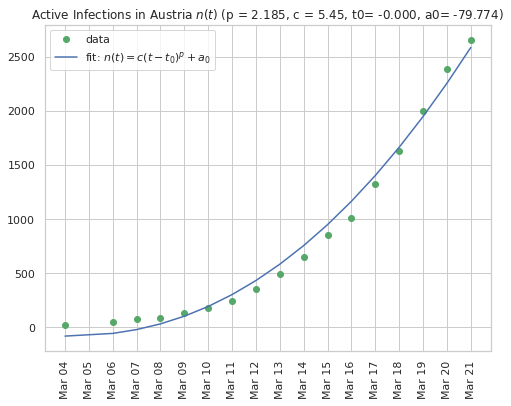 Active Infections in Austria n(t) (p = 2.185, c = 5.45, t0= -0.000, a0= -79.774)
data
fit: n(t) = c(t − t₀)ᵖ + a₀
2500
2000
1500
1000
500
0
Mar 04
Mar 05
Mar 06
Mar 07
Mar 08
Mar 09
Mar 10
Mar 11
Mar 12
Mar 13
Mar 14
Mar 15
Mar 16
Mar 17
Mar 18
Mar 19
Mar 20
Mar 21